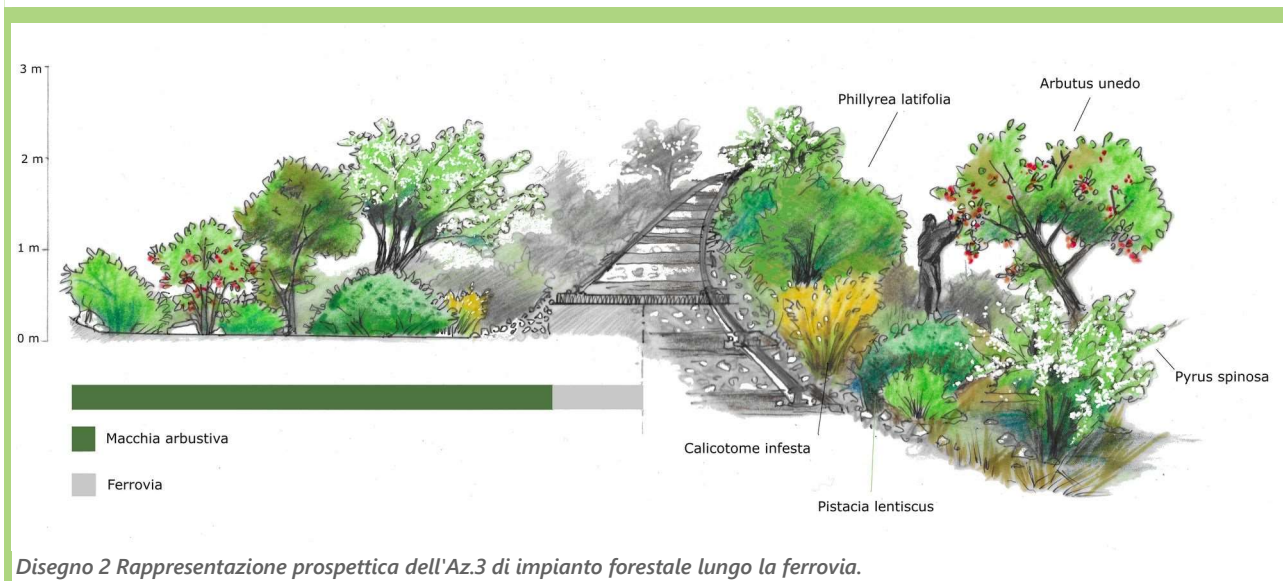 3 m
2 m
1 m
0 m
Phillyrea latifolia
Arbutus unedo
Pyrus spinosa
Calicotome infesta
Pistacia lentiscus
Macchia arbustiva
Ferrovia
Disegno 2 Rappresentazione prospettica dell'Az.3 di impianto forestale lungo la ferrovia.